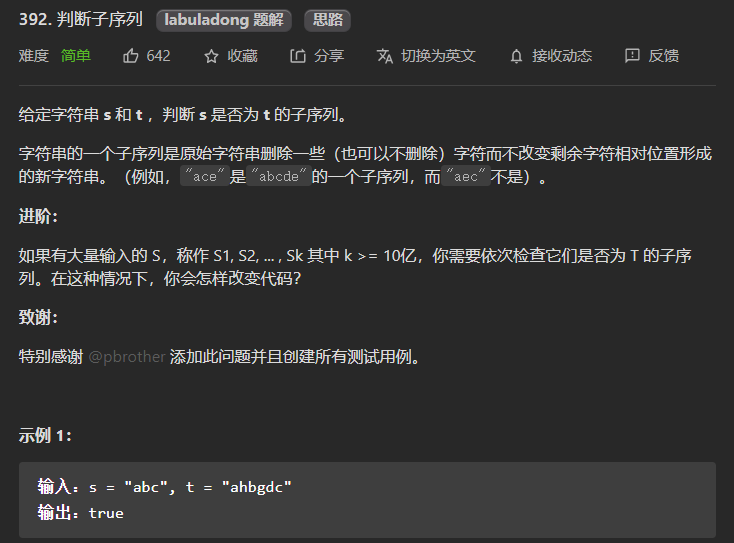 392. 判断子序列 labuladong 题解 思路
难度 简单 642 收藏 分享 切换为英文 接收动态 反馈
给定字符串 s 和 t ，判断 s 是否为 t 的子序列。
字符串的一个子序列是原始字符串删除一些（也可以不删除）字符而不改变剩余字符相对位置形成
的新字符串。（例如，"ace"是"abcde"的一个子序列，而"aec"不是）。
进阶：
如果有大量输入的 S，称作 S1, S2, ... , Sk 其中 k >= 10亿，你需要依次检查它们是否为 T 的子序
列。在这种情况下，你会怎样改变代码？
致谢：
特别感谢 @pbrother 添加此问题并且创建所有测试用例。
示例 1：
输入：s = "abc", t = "ahbgdc"
输出：true